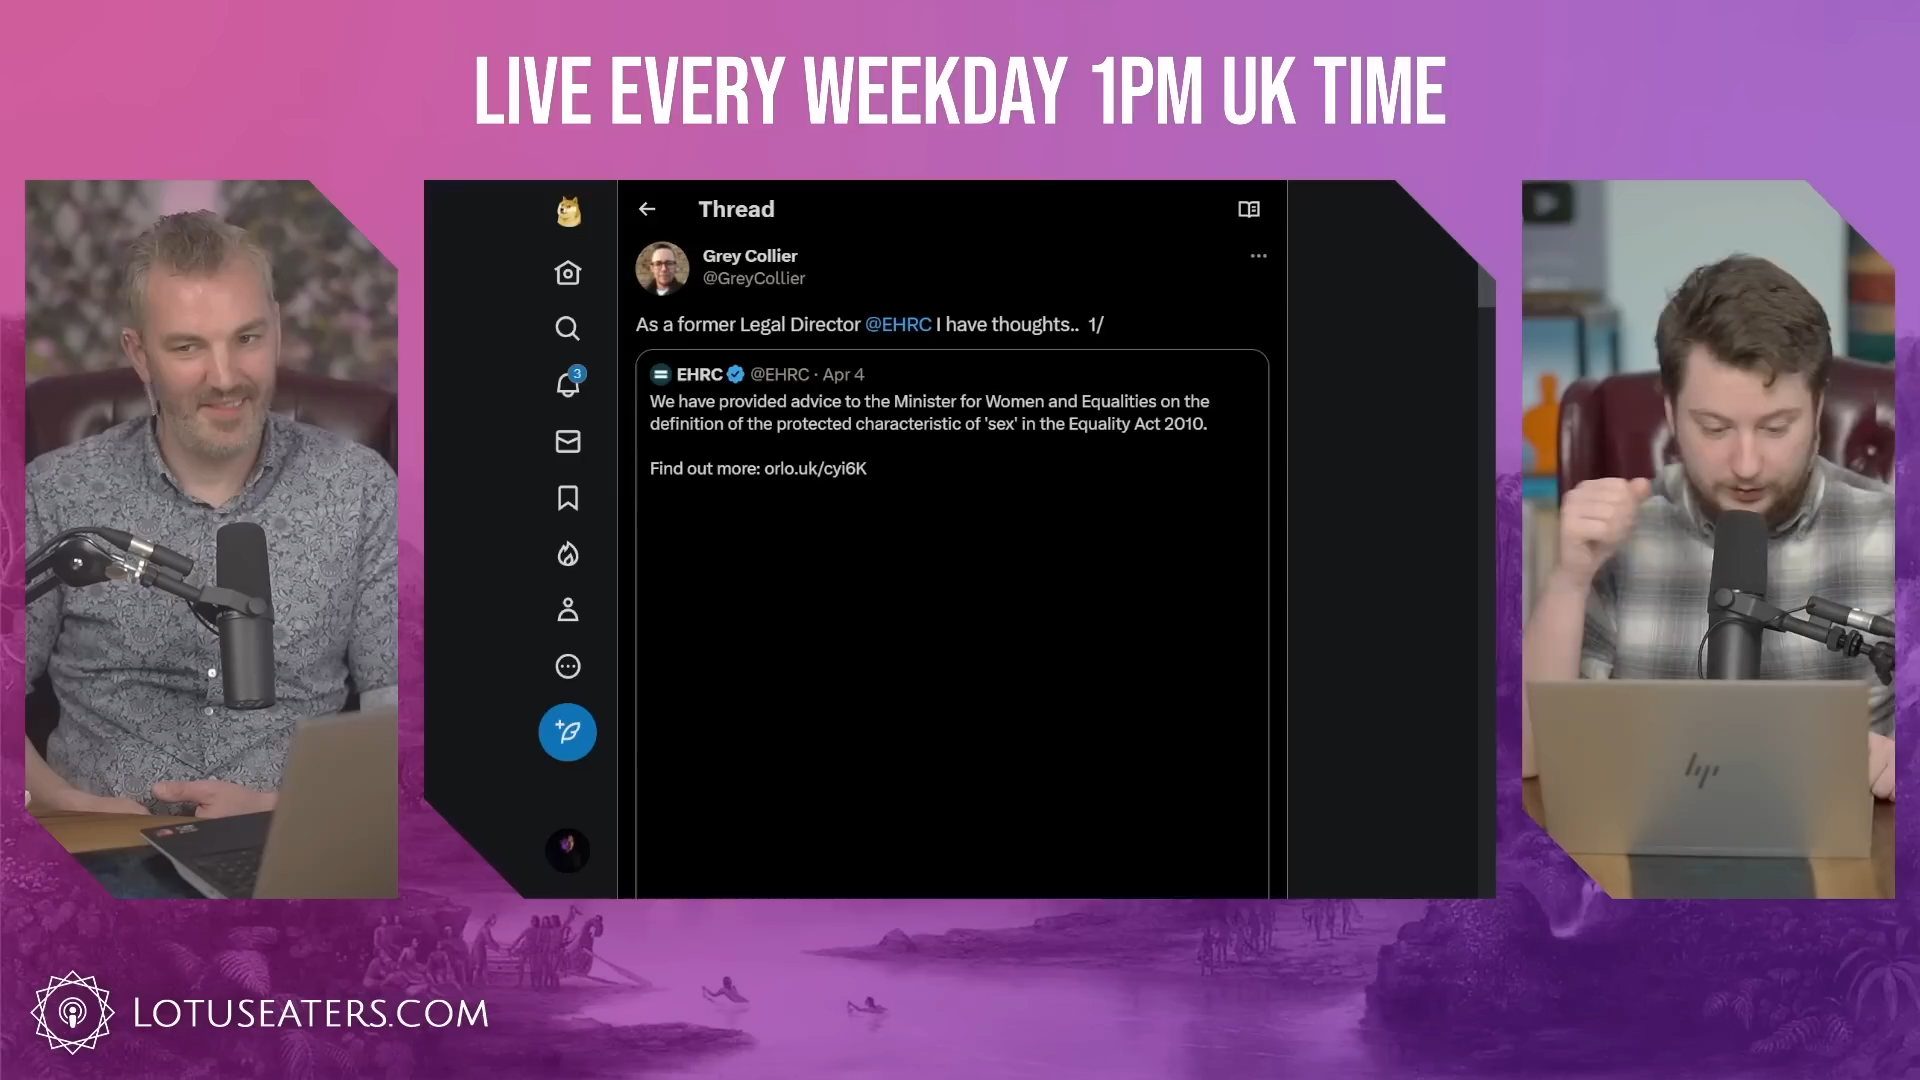 LIVE EVERY WEEKDAY 1PM UK TIME
Thread
Grey Collier
@GreyCollier
As a former Legal Director @EHRC I have thoughts.. 1/
EHRC @EHRC · Apr 4
We have provided advice to the Minister for Women and Equalities on the
definition of the protected characteristic of 'sex' in the Equality Act 2010.
Find out more: orlo.uk/cyi6K
3
hp
LOTUSEATERS.COM